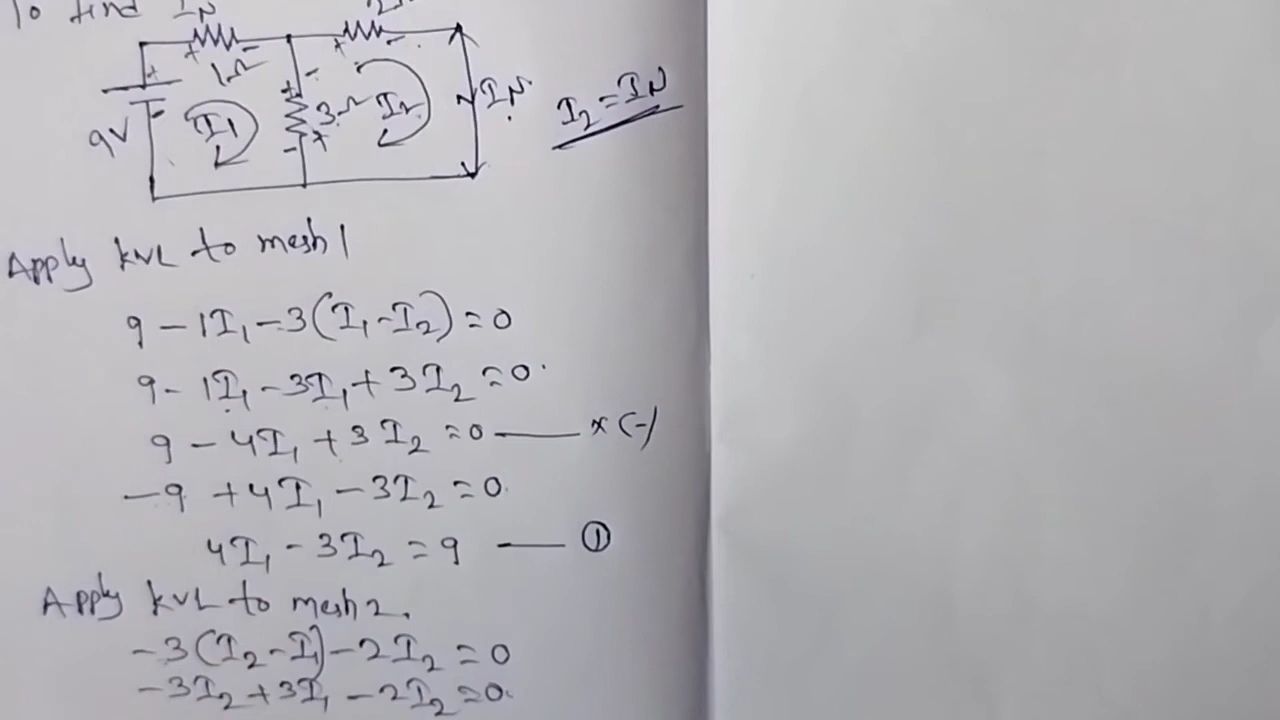 To find IN
2Ω
1Ω
9V
I1
3Ω
I2
IN
I2 = IN
Apply KVL to mesh 1
9 - 1I1 - 3(I1 - I2) = 0
9 - 1I1 - 3I1 + 3I2 = 0.
9 - 4I1 + 3I2 = 0 —— x (-)
-9 + 4I1 - 3I2 = 0.
4I1 - 3I2 = 9 —— ①
Apply KVL to mesh 2.
-3(I2 - I1) - 2I2 = 0
-3I2 + 3I1 - 2I2 = 0.